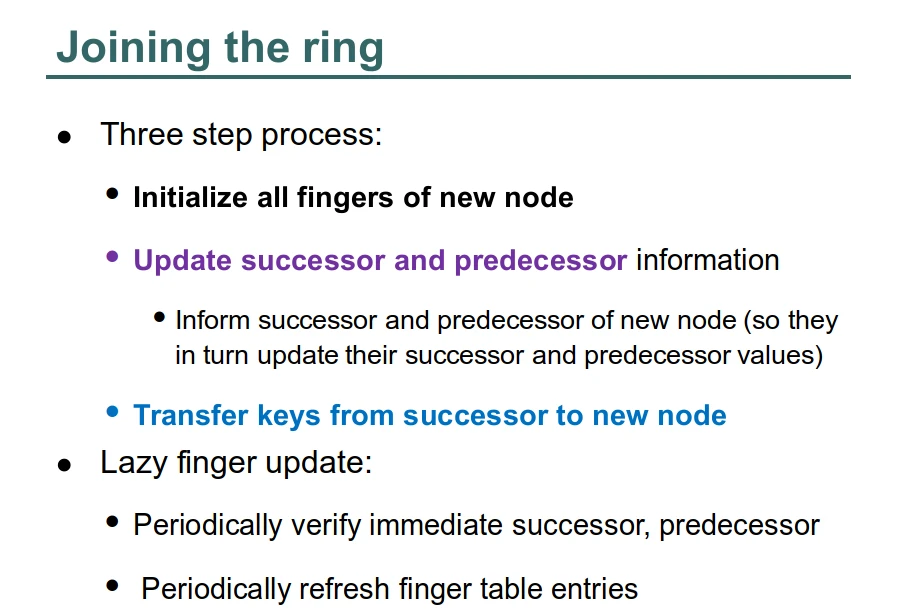 Joining the ring
● Three step process:
• Initialize all fingers of new node
• Update successor and predecessor information
• Inform successor and predecessor of new node (so they
in turn update their successor and predecessor values)
• Transfer keys from successor to new node
● Lazy finger update:
• Periodically verify immediate successor, predecessor
• Periodically refresh finger table entries